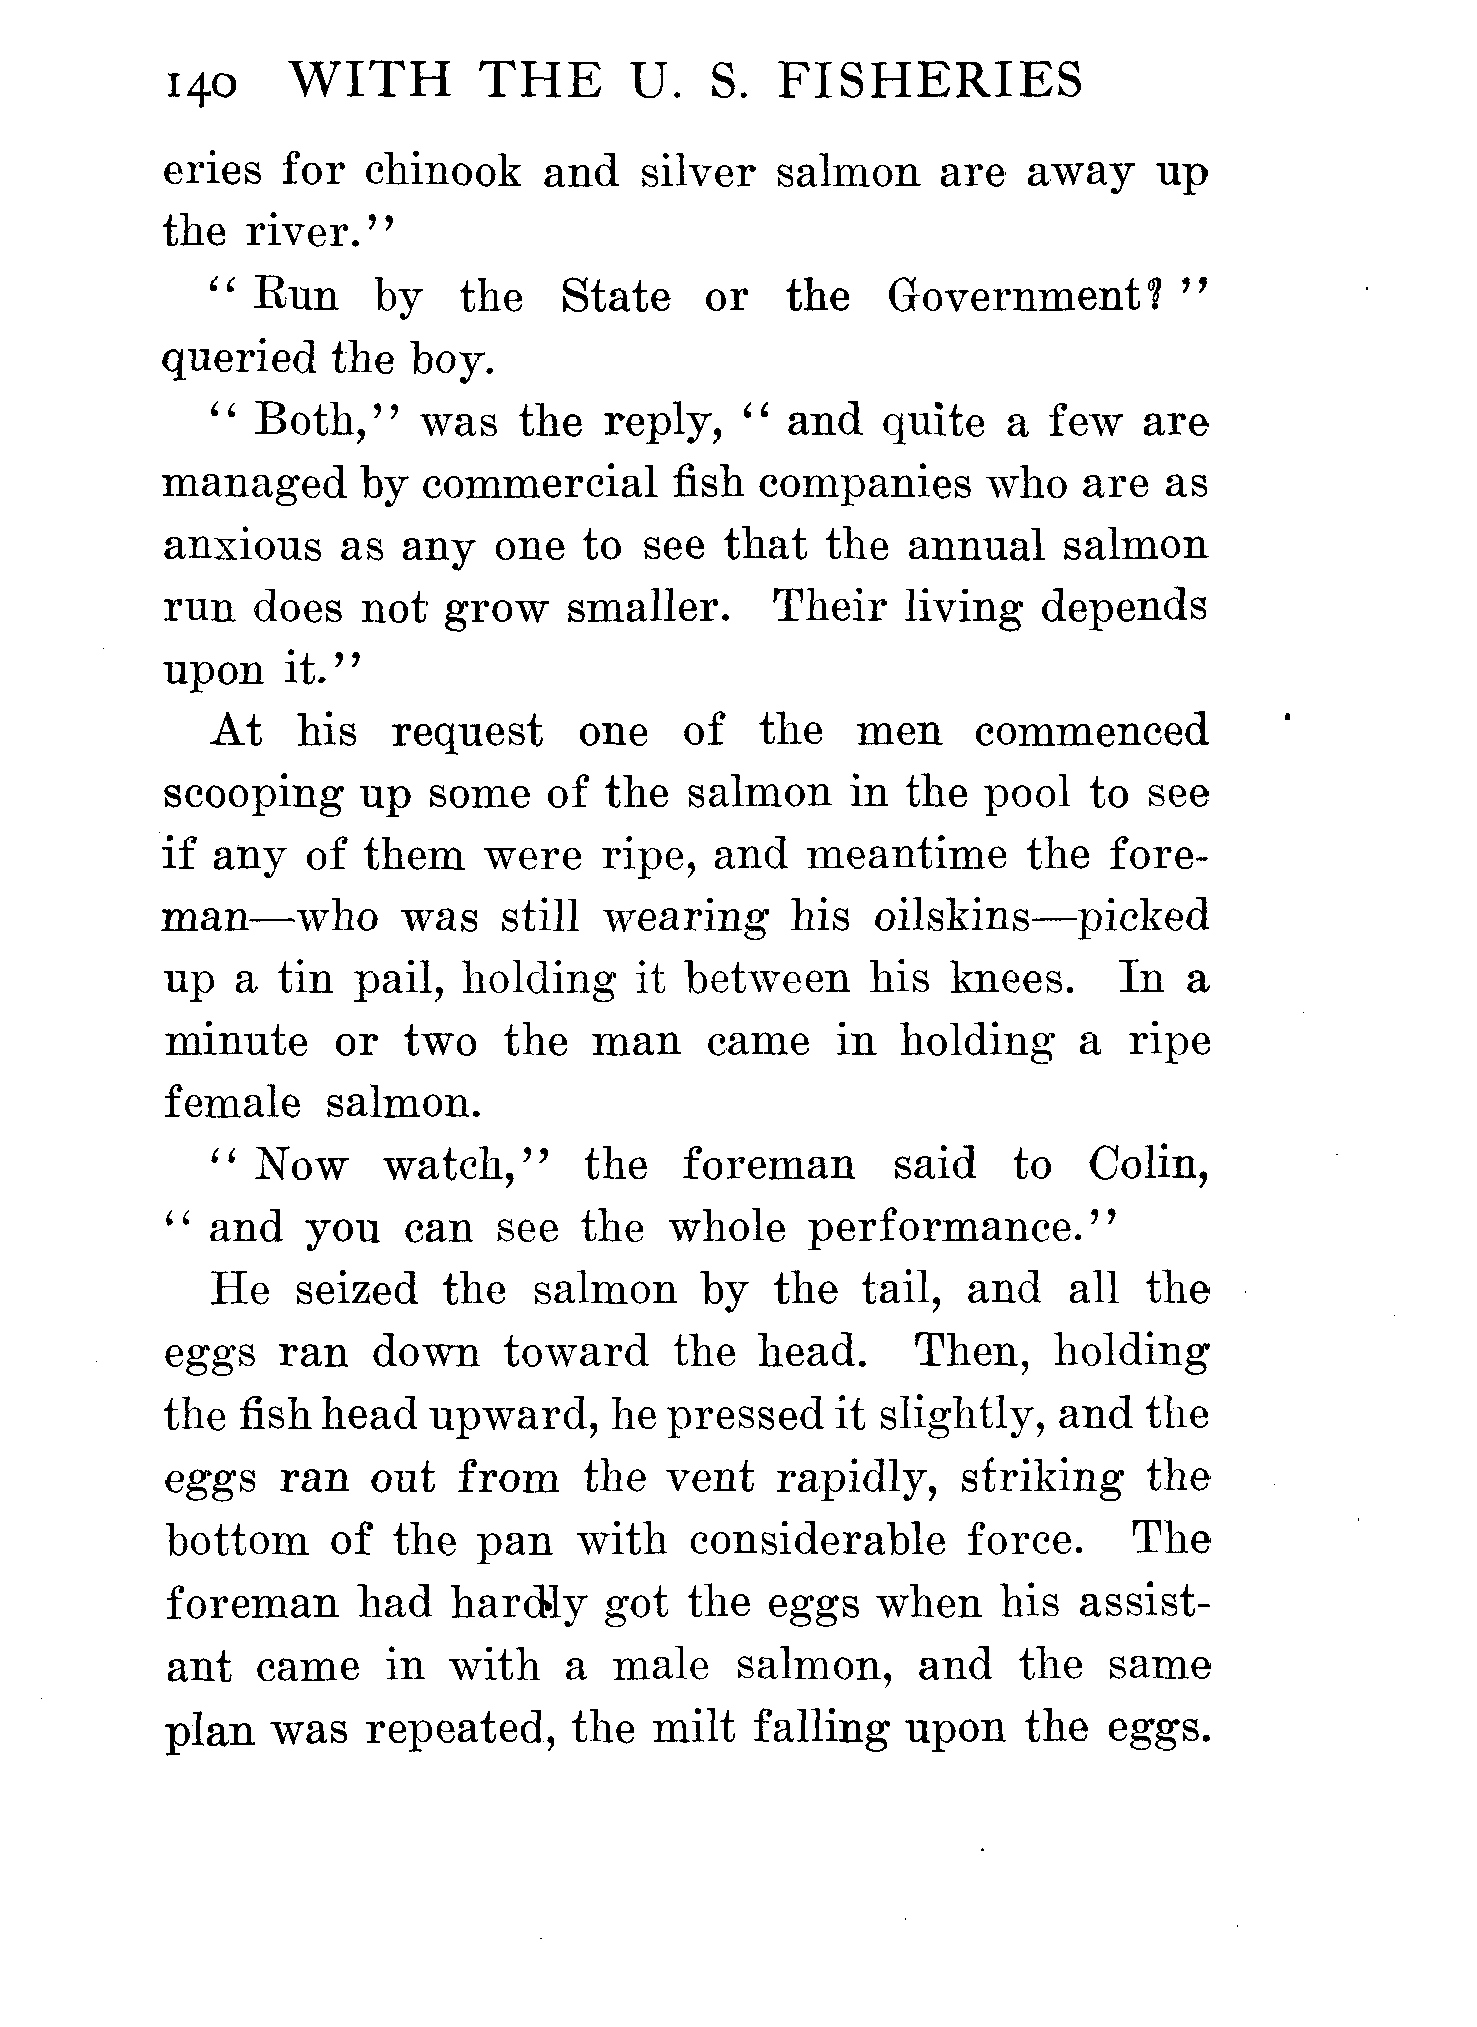 140 WITH THE U. S. FISHERIES
eries for chinook and silver salmon are away up
the river."
" Run by the State or the Government? "
queried the boy.
" Both," was the reply, " and quite a few are
managed by commercial fish companies who are as
anxious as any one to see that the annual salmon
run does not grow smaller. Their living depends
upon it."
At his request one of the men commenced
scooping up some of the salmon in the pool to see
if any of them were ripe, and meantime the fore-
man—who was still wearing his oilskins—picked
up a tin pail, holding it between his knees. In a
minute or two the man came in holding a ripe
female salmon.
" Now watch," the foreman said to Colin,
" and you can see the whole performance."
He seized the salmon by the tail, and all the
eggs ran down toward the head. Then, holding
the fish head upward, he pressed it slightly, and the
eggs ran out from the vent rapidly, striking the
bottom of the pan with considerable force. The
foreman had hardly got the eggs when his assist-
ant came in with a male salmon, and the same
plan was repeated, the milt falling upon the eggs.